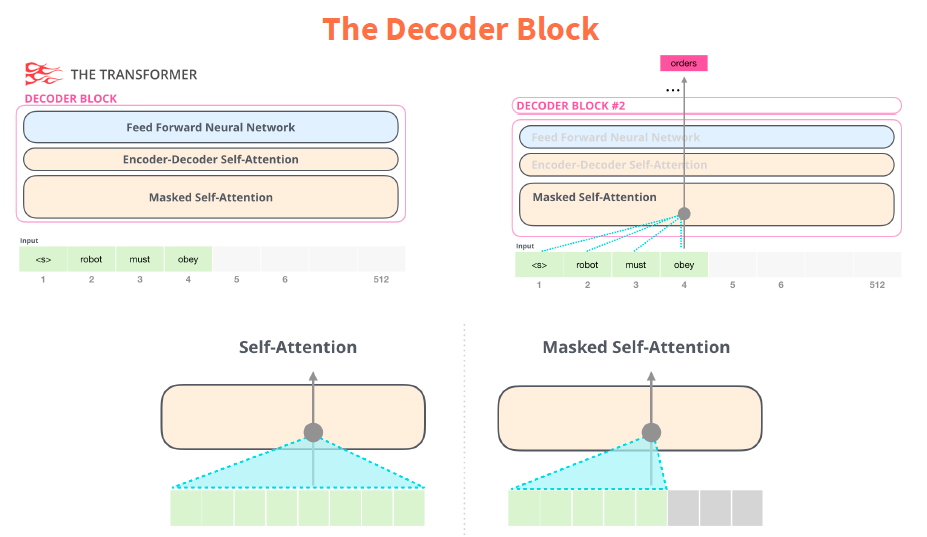 The Decoder Block
THE TRANSFORMER
DECODER BLOCK
Feed Forward Neural Network
Encoder-Decoder Self-Attention
Masked Self-Attention
Input
<s> robot must obey
1 2 3 4 5 6 512
orders
...
DECODER BLOCK #2
Feed Forward Neural Network
Encoder-Decoder Self-Attention
Masked Self-Attention
Input
<s> robot must obey
1 2 3 4 5 6 512
Self-Attention
Masked Self-Attention